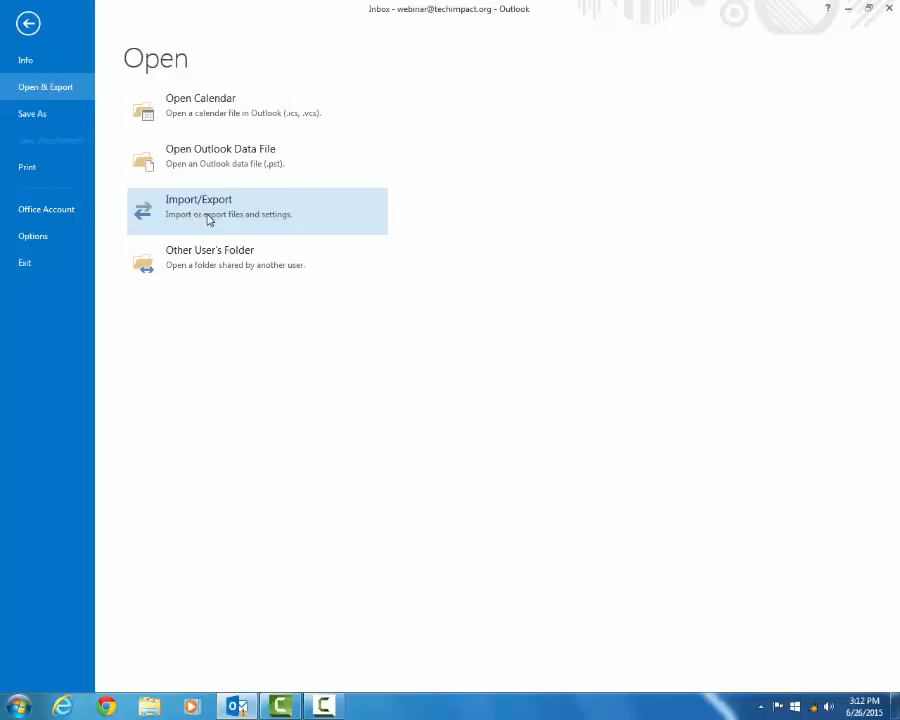 Inbox - webinar@techimpact.org - Outlook
?
Info
Open & Export
Save As
Save Attachments
Print
Office Account
Options
Exit
Open
Open Calendar
Open a calendar file in Outlook (.ics, .vcs).
Open Outlook Data File
Open an Outlook data file (.pst).
Import/Export
Import or export files and settings.
Other User's Folder
Open a folder shared by another user.
3:12 PM
6/26/2015